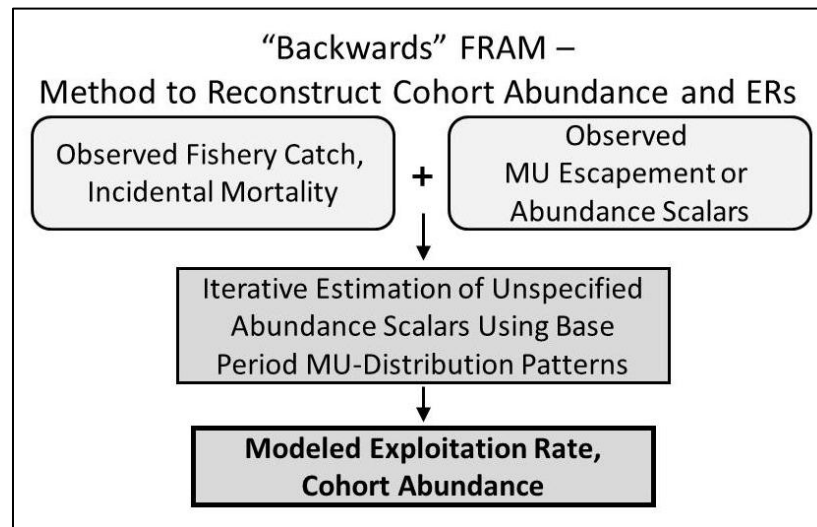 “Backwards” FRAM –
Method to Reconstruct Cohort Abundance and ERs
Observed Fishery Catch,
Incidental Mortality
+
Observed
MU Escapement or
Abundance Scalars
Iterative Estimation of Unspecified
Abundance Scalars Using Base
Period MU-Distribution Patterns
Modeled Exploitation Rate,
Cohort Abundance